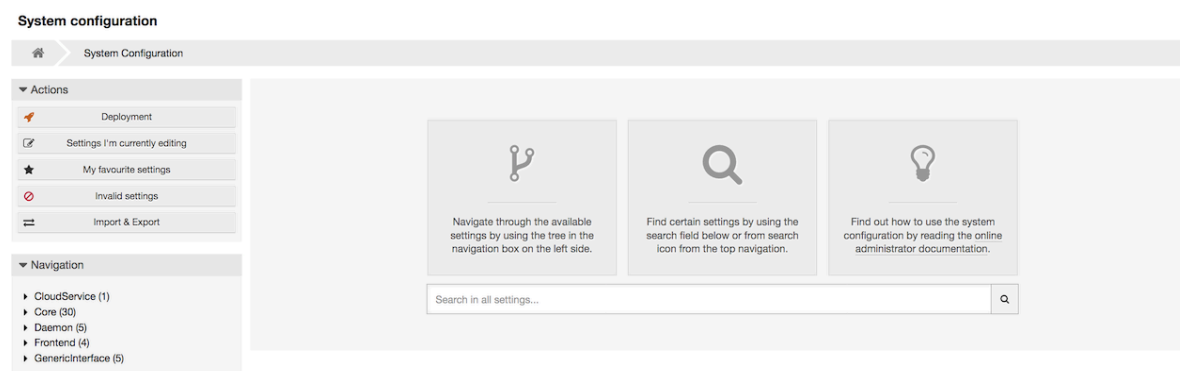 System configuration
System Configuration
Actions
Deployment
Settings I'm currently editing
My favourite settings
Invalid settings
Import & Export
Navigation
CloudService (1)
Core (30)
Daemon (5)
Frontend (4)
GenericInterface (5)
Navigate through the available
settings by using the tree in the
navigation box on the left side.
Find certain settings by using the
search field below or from search
icon from the top navigation.
Find out how to use the system
configuration by reading the online
administrator documentation.
Search in all settings...